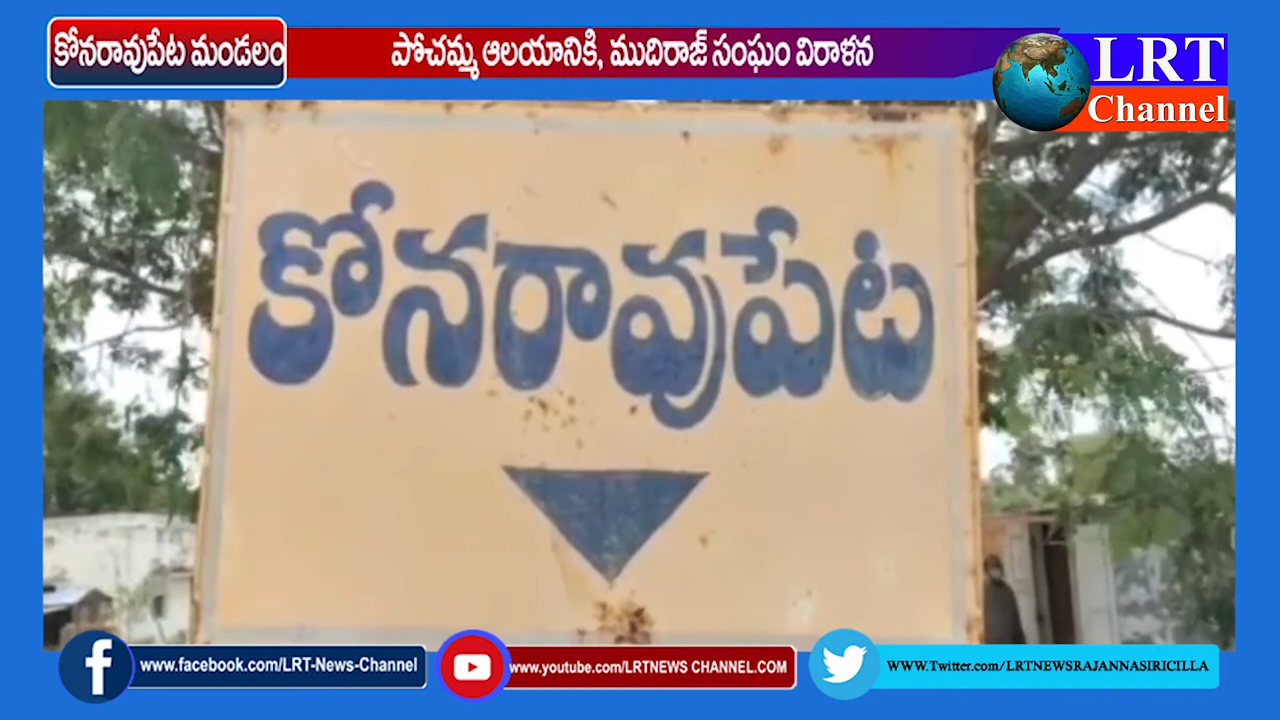 కోనరావుపేట మండలం
పోచమ్మ ఆలయానికి, ముదిరాజ్ సంఘం విరాళన
LRT
Channel
కోనరావుపేట
www.facebook.com/LRT-News-Channel
www.youtube.com/LRTNEWS CHANNEL.COM
www.Twitter.com/LRTNEWSRAJANNASIRICILLA